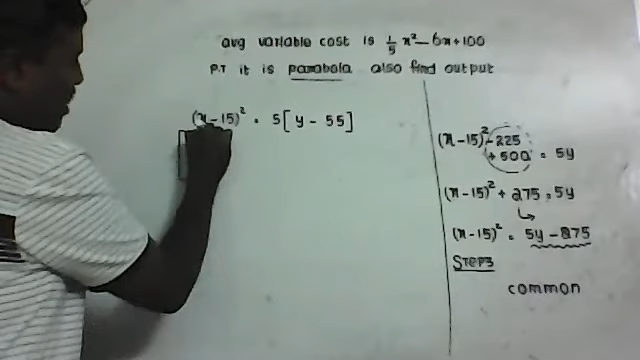 avg variable cost is 1/5 x² - 6x + 100
P.T it is parabola also find output
(x - 15)² = 5[y - 55]
(x - 15)² - 225
+ 500 = 5y
(x - 15)² + 275 = 5y
(x - 15)² = 5y - 275
STEPS
common